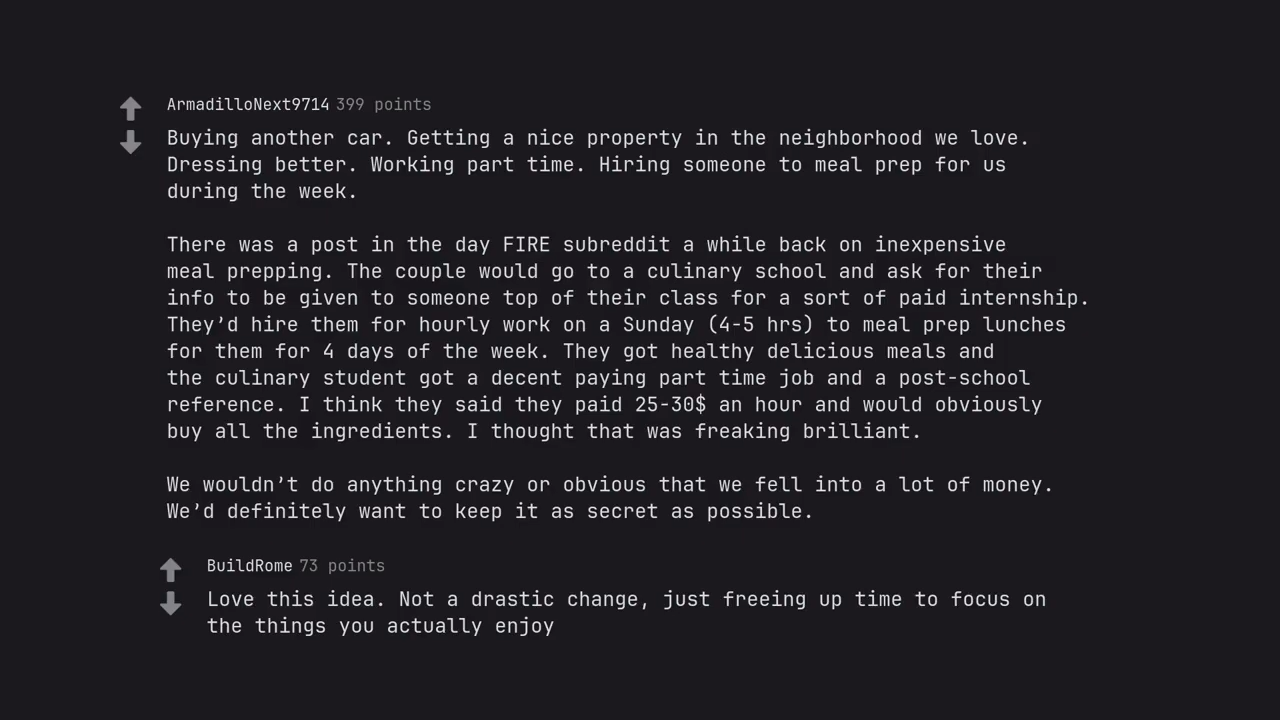 ArmadilloNext9714 399 points
Buying another car. Getting a nice property in the neighborhood we love.
Dressing better. Working part time. Hiring someone to meal prep for us
during the week.
There was a post in the day FIRE subreddit a while back on inexpensive
meal prepping. The couple would go to a culinary school and ask for their
info to be given to someone top of their class for a sort of paid internship.
They’d hire them for hourly work on a Sunday (4-5 hrs) to meal prep lunches
for them for 4 days of the week. They got healthy delicious meals and
the culinary student got a decent paying part time job and a post-school
reference. I think they said they paid 25-30$ an hour and would obviously
buy all the ingredients. I thought that was freaking brilliant.
We wouldn’t do anything crazy or obvious that we fell into a lot of money.
We’d definitely want to keep it as secret as possible.
BuildRome 73 points
Love this idea. Not a drastic change, just freeing up time to focus on
the things you actually enjoy